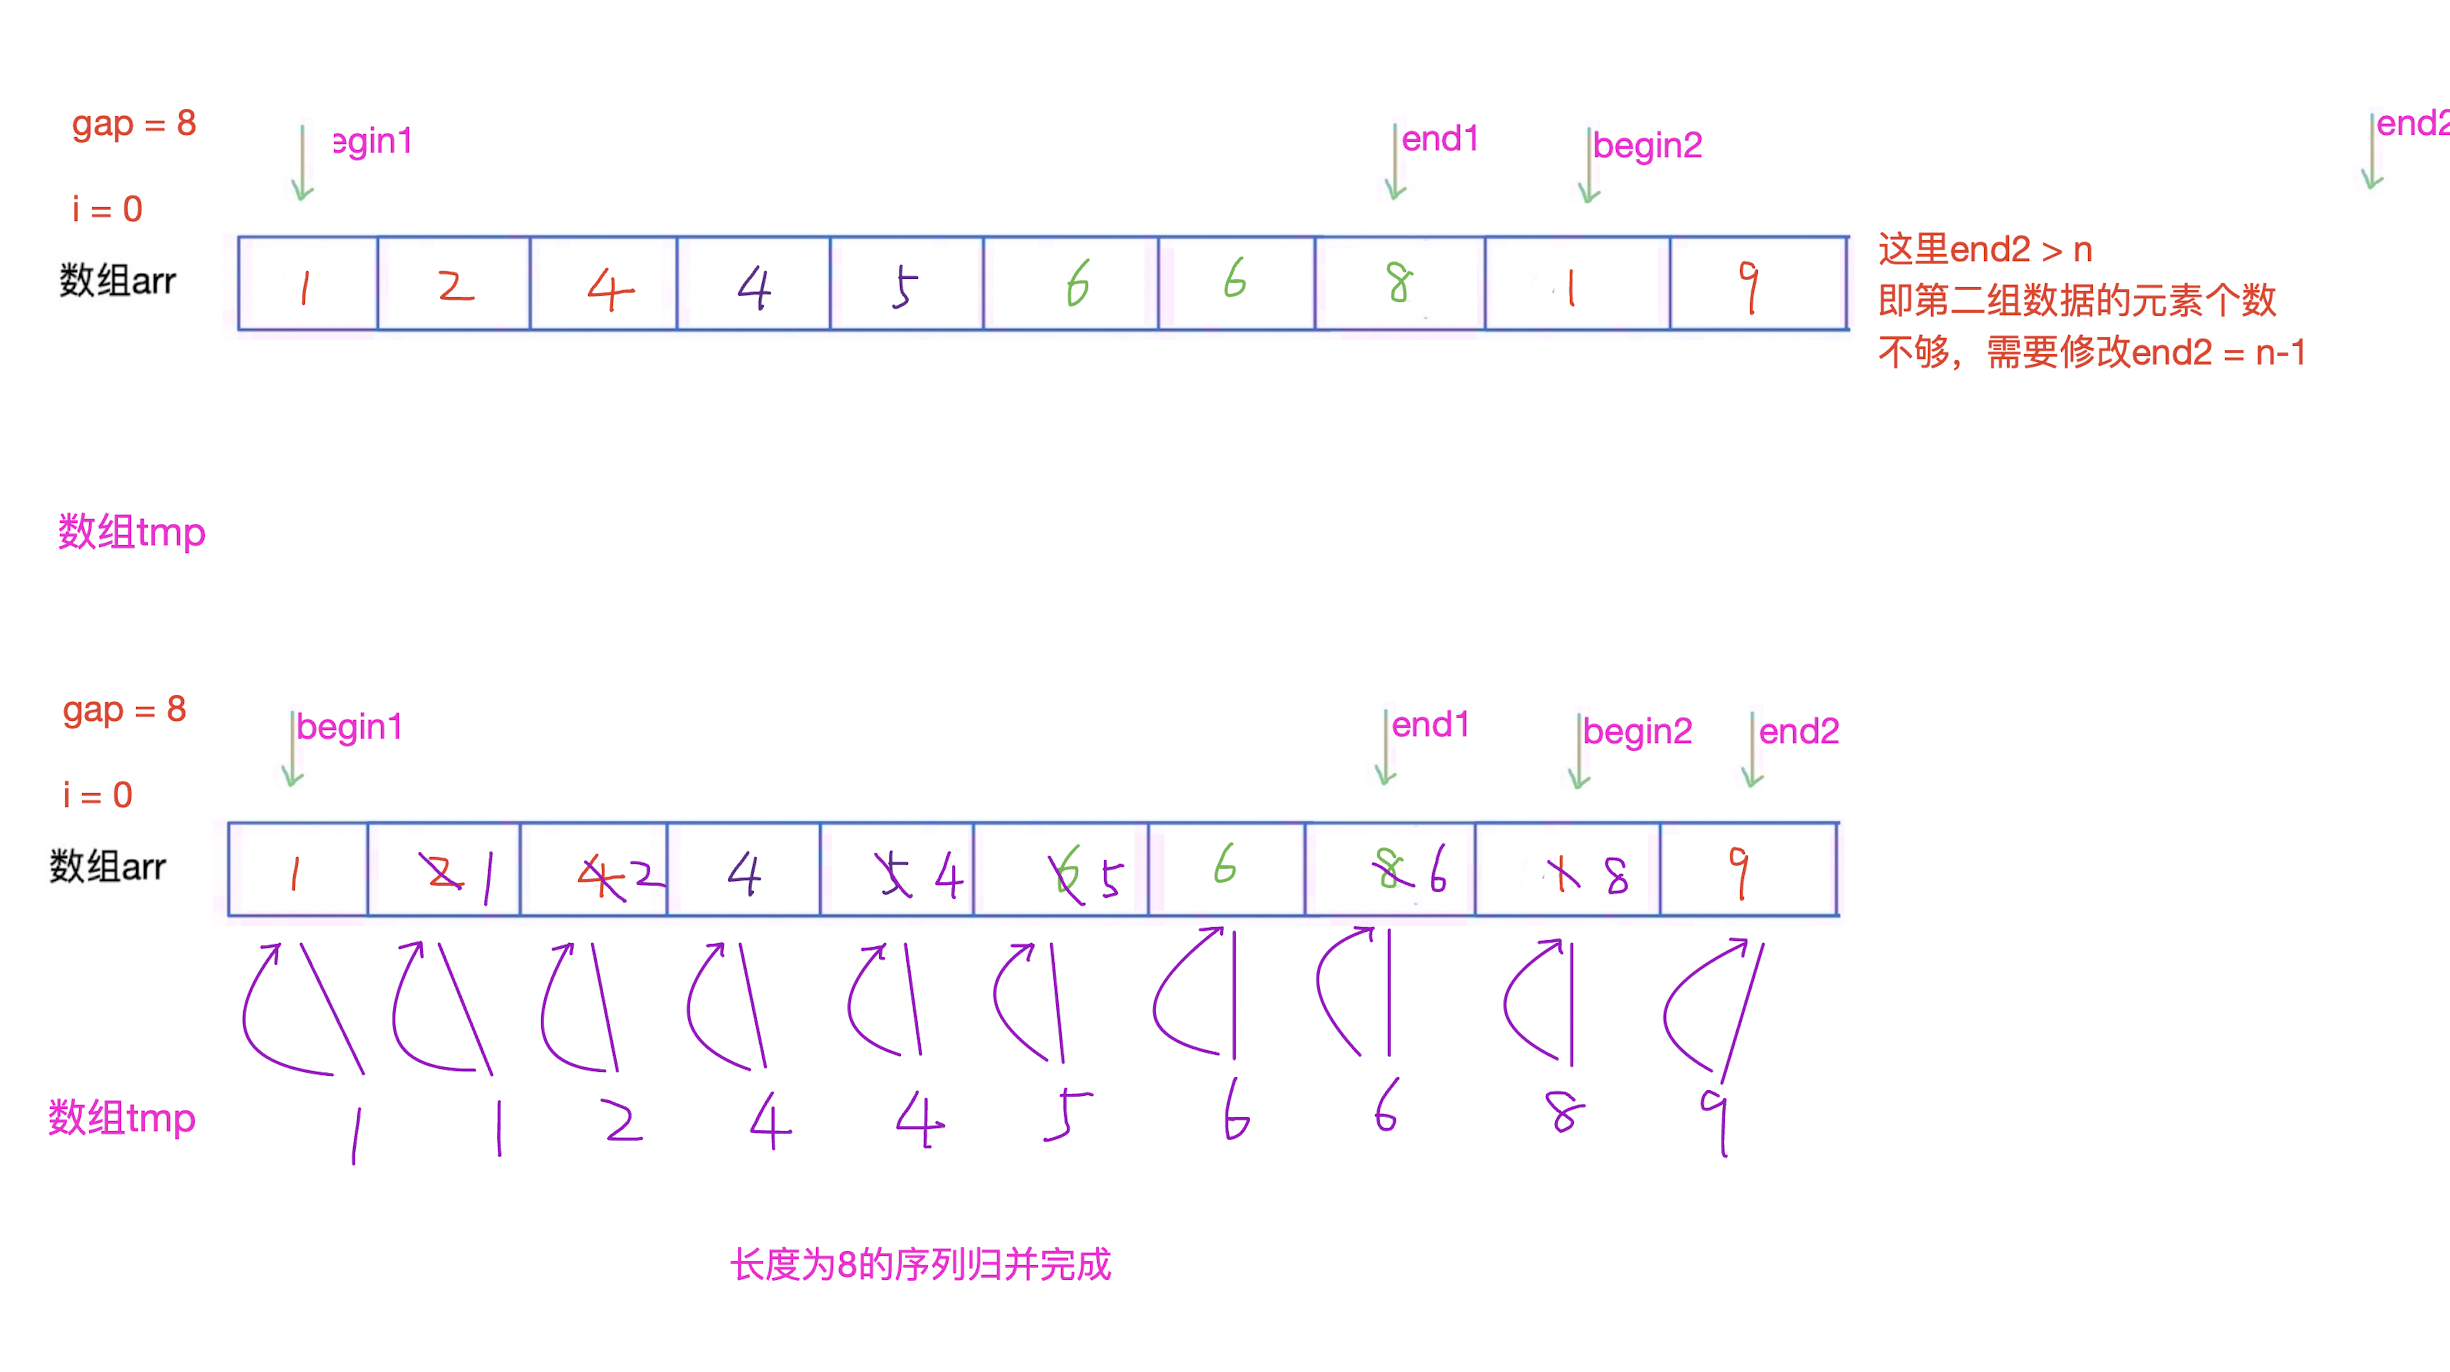 gap = 8
egin1
end1
begin2
end2
i = 0
数组arr
1 2 4 4 5 6 6 8 1 9
这里end2 > n
即第二组数据的元素个数
不够，需要修改end2 = n-1
数组tmp
gap = 8
begin1
end1
begin2
end2
i = 0
数组arr
1 2 1 4 2 4 5 4 6 5 6 8 6 1 8 9
数组tmp
1 1 2 4 4 5 6 6 8 9
长度为8的序列归并完成